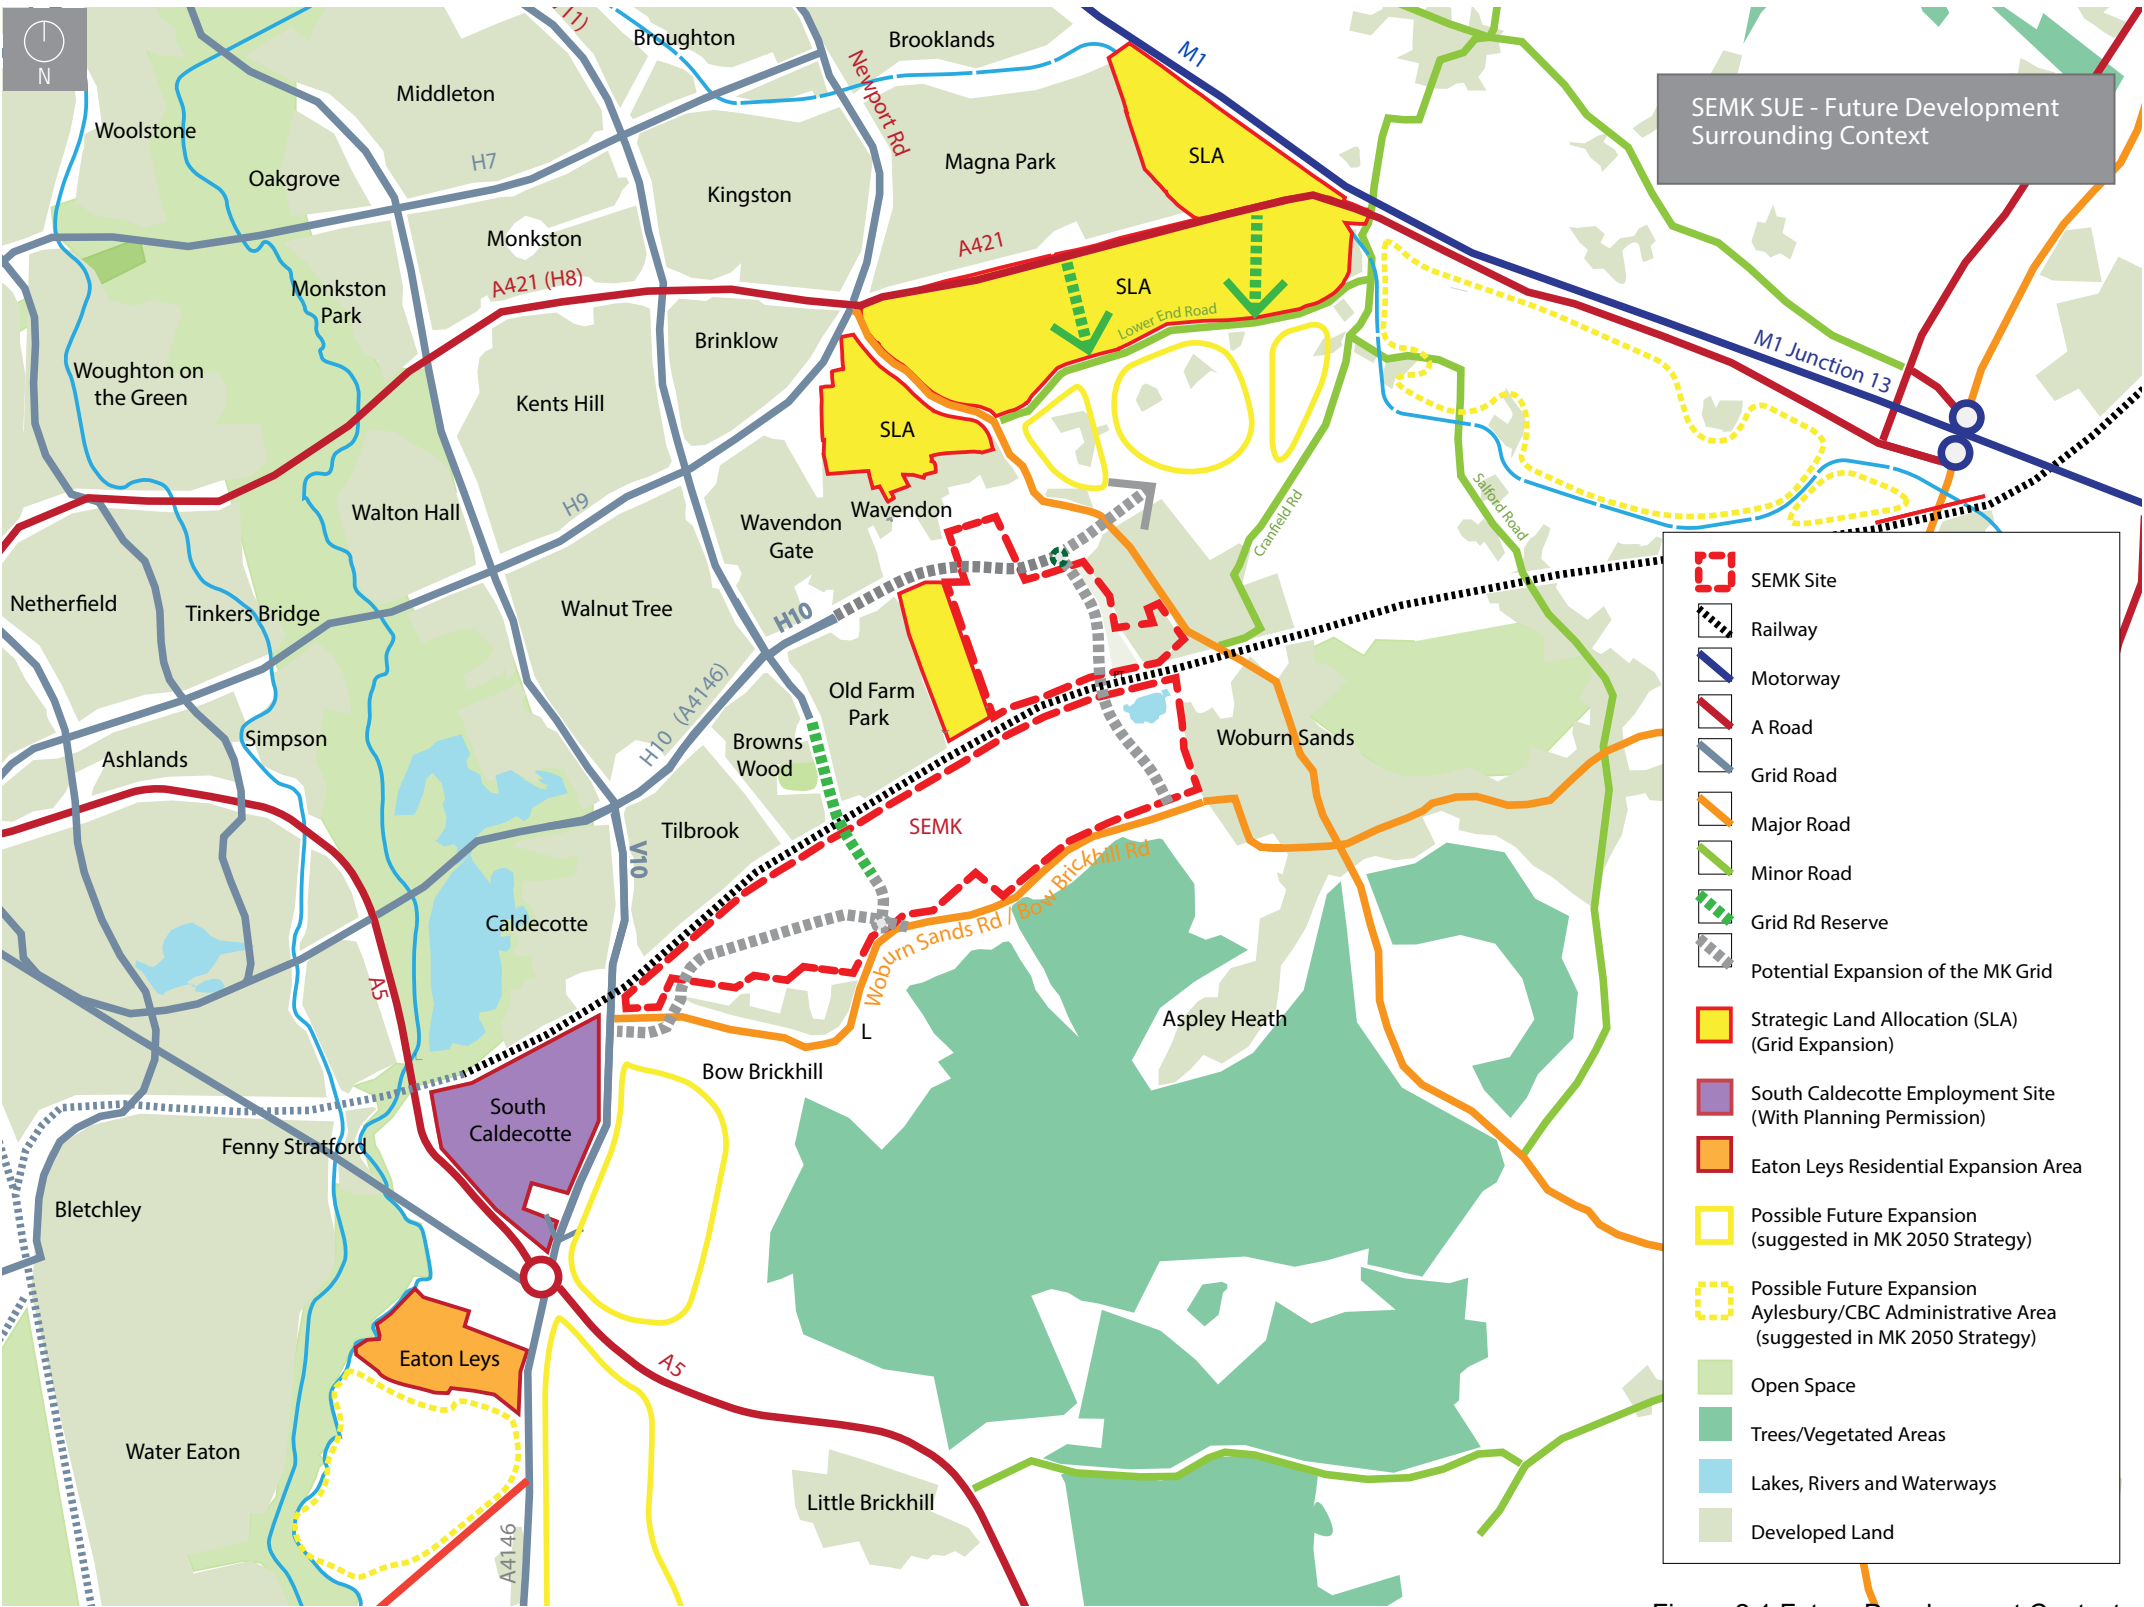 N
11)
Broughton
Brooklands
M1
Newport Rd
SEMK SUE - Future Development
Surrounding Context
Middleton
Woolstone
H7
Magna Park
SLA
Oakgrove
Kingston
Monkston
A421
A421 (H8)
Monkston
Park
SLA
Lower End Road
Brinklow
M1 Junction 13
Woughton on
the Green
Kents Hill
SLA
H9
Walton Hall
Wavendon
Wavendon
Gate
Cranfield Rd
Salford Road
Netherfield
Tinkers Bridge
Walnut Tree
H10
Old Farm
Park
H10 (A4146)
Simpson
Browns
Wood
Woburn Sands
Ashlands
Tilbrook
SEMK
V10
Woburn Sands Rd / Bow Brickhill Rd
Caldecotte
A5
Aspley Heath
L
Bow Brickhill
South
Caldecotte
Fenny Stratford
Bletchley
Eaton Leys
A5
Water Eaton
Little Brickhill
A4146
SEMK Site
Railway
Motorway
A Road
Grid Road
Major Road
Minor Road
Grid Rd Reserve
Potential Expansion of the MK Grid
Strategic Land Allocation (SLA)
(Grid Expansion)
South Caldecotte Employment Site
(With Planning Permission)
Eaton Leys Residential Expansion Area
Possible Future Expansion
(suggested in MK 2050 Strategy)
Possible Future Expansion
Aylesbury/CBC Administrative Area
(suggested in MK 2050 Strategy)
Open Space
Trees/Vegetated Areas
Lakes, Rivers and Waterways
Developed Land